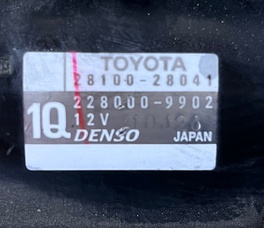 TOYOTA
28100-28041
228000-9902
1Q 12V
DENSO JAPAN